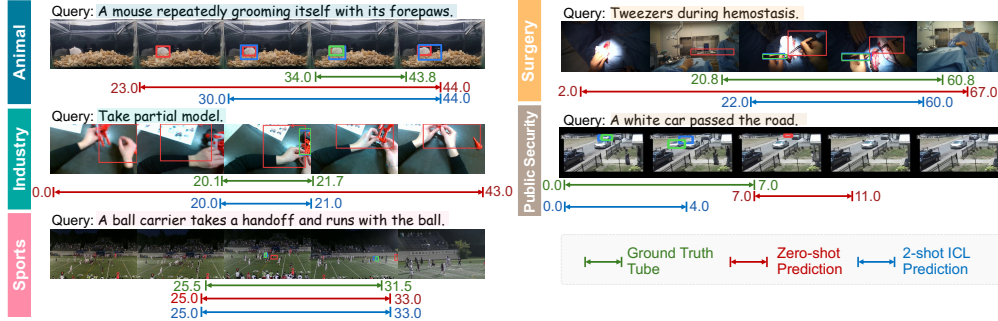 Animal
Query: A mouse repeatedly grooming itself with its forepaws.
34.0 43.8
23.0 44.0
30.0 44.0
Industry
Query: Take partial model.
20.1 21.7
0.0 43.0
20.0 21.0
Sports
Query: A ball carrier takes a handoff and runs with the ball.
25.5 31.5
25.0 33.0
25.0 33.0
Surgery
Query: Tweezers during hemostasis.
20.8 60.8
2.0 67.0
22.0 60.0
Public Security
Query: A white car passed the road.
0.0 7.0
7.0 11.0
0.0 4.0
Ground Truth
Tube
Zero-shot
Prediction
2-shot ICL
Prediction